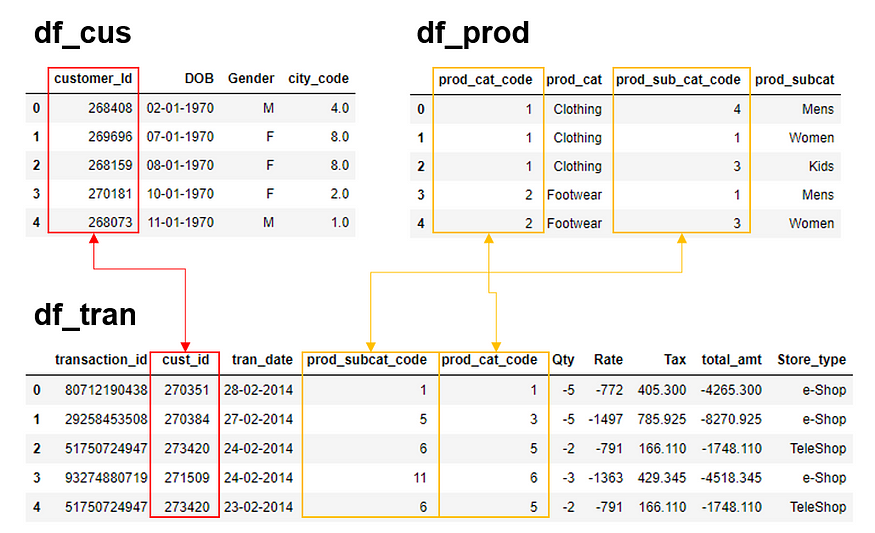 df_cus
customer_Id DOB Gender city_code
0 268408 02-01-1970 M 4.0
1 269696 07-01-1970 F 8.0
2 268159 08-01-1970 F 8.0
3 270181 10-01-1970 F 2.0
4 268073 11-01-1970 M 1.0
df_prod
prod_cat_code prod_cat prod_sub_cat_code prod_subcat
0 1 Clothing 4 Mens
1 1 Clothing 1 Women
2 1 Clothing 3 Kids
3 2 Footwear 1 Mens
4 2 Footwear 3 Women
df_tran
transaction_id cust_id tran_date prod_subcat_code prod_cat_code Qty Rate Tax total_amt Store_type
0 80712190438 270351 28-02-2014 1 1 -5 -772 405.300 -4265.300 e-Shop
1 29258453508 270384 27-02-2014 5 3 -5 -1497 785.925 -8270.925 e-Shop
2 51750724947 273420 24-02-2014 6 5 -2 -791 166.110 -1748.110 TeleShop
3 93274880719 271509 24-02-2014 11 6 -3 -1363 429.345 -4518.345 e-Shop
4 51750724947 273420 23-02-2014 6 5 -2 -791 166.110 -1748.110 TeleShop